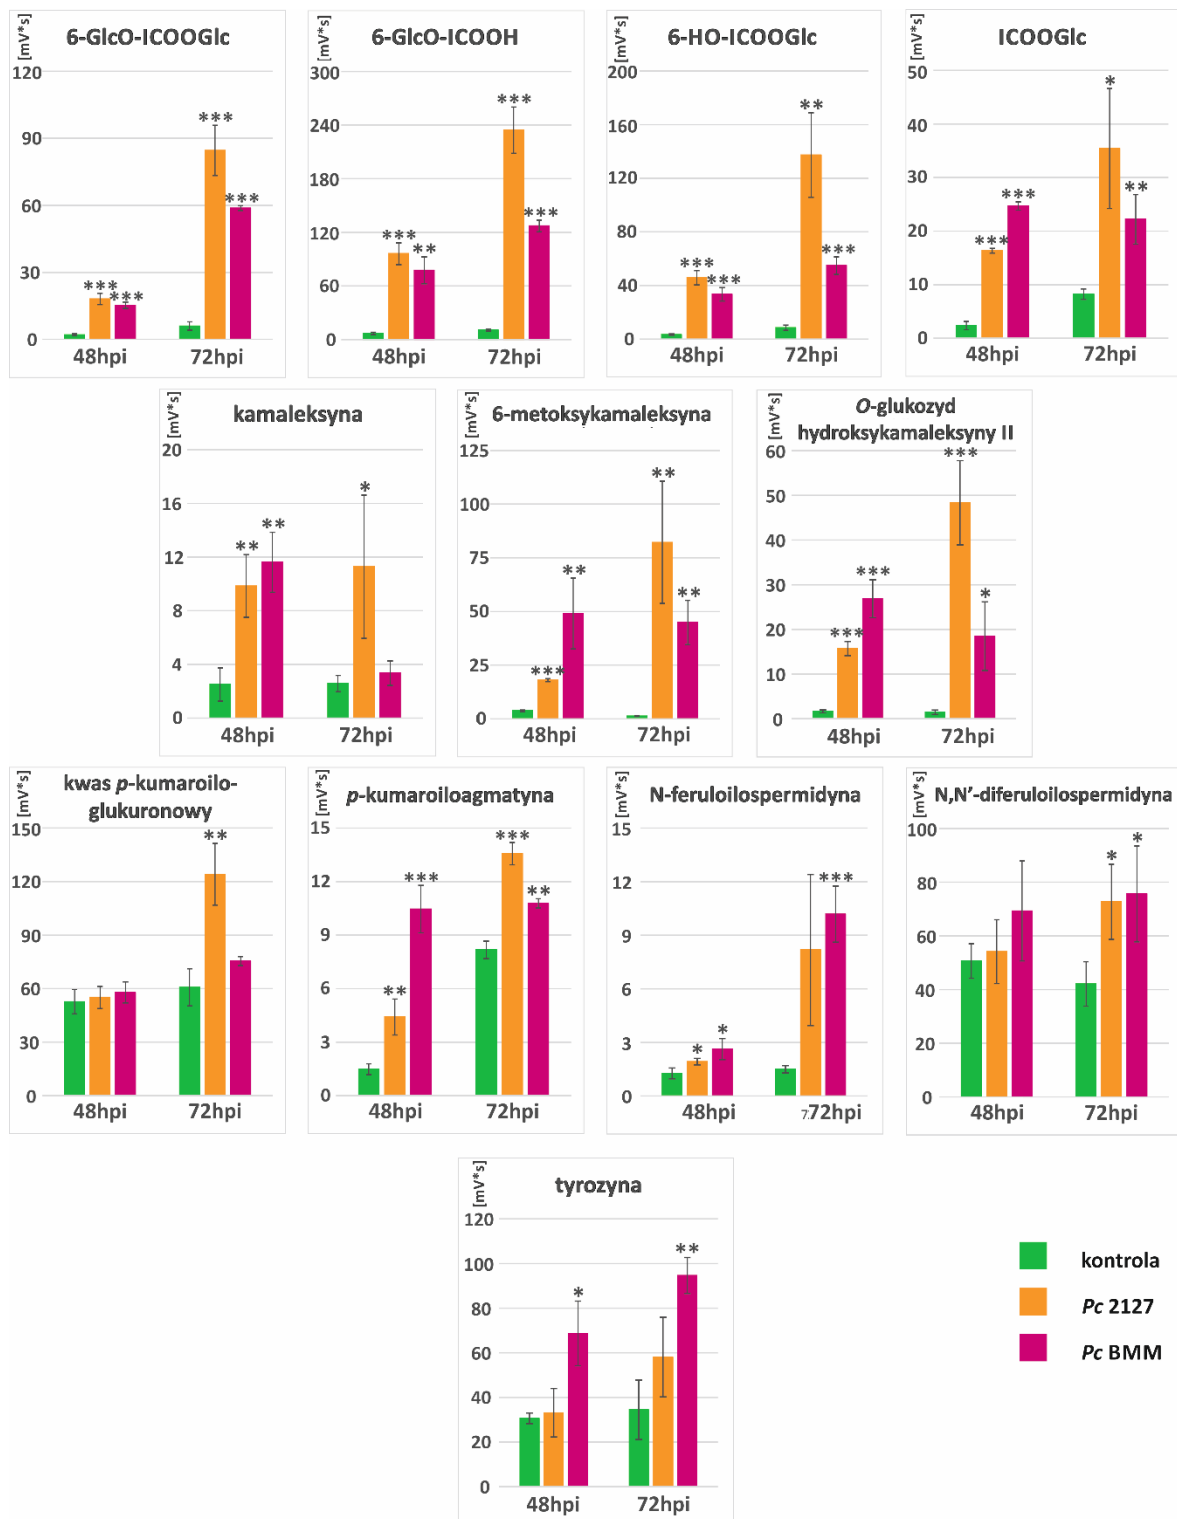 [mV*s]
6-GlcO-ICOOGlc
120
90
60
30
0
***
***
***
***
48hpi
72hpi
[mV*s]
6-GlcO-ICOOH
300
240
180
120
60
0
***
**
***
***
48hpi
72hpi
[mV*s]
6-HO-ICOOGlc
200
160
120
80
40
0
***
***
**
***
48hpi
72hpi
[mV*s]
ICOOGlc
50
40
30
20
10
0
***
***
*
**
48hpi
72hpi
[mV*s]
kamaleksyna
20
16
12
8
4
0
**
**
*
48hpi
72hpi
[mV*s]
6-metoksykamaleksyna
125
100
75
50
25
0
***
**
**
**
48hpi
72hpi
[mV*s]
O-glukozyd
hydroksykamaleksyny II
60
50
40
30
20
10
0
***
***
***
*
48hpi
72hpi
[mV*s]
kwas p-kumaroilo-
glukuronowy
150
120
90
60
30
0
**
48hpi
72hpi
[mV*s]
p-kumaroiloagmatyna
15
12
9
6
3
0
**
***
***
**
48hpi
72hpi
[mV*s]
N-feruloilospermidyna
15
12
9
6
3
0
*
*
***
48hpi
72hpi
[mV*s]
N,N'-diferuloilospermidyna
100
80
60
40
20
0
*
*
48hpi
72hpi
[mV*s]
tyrozyna
120
100
80
60
40
20
0
*
**
48hpi
72hpi
kontrola
Pc 2127
Pc BMM